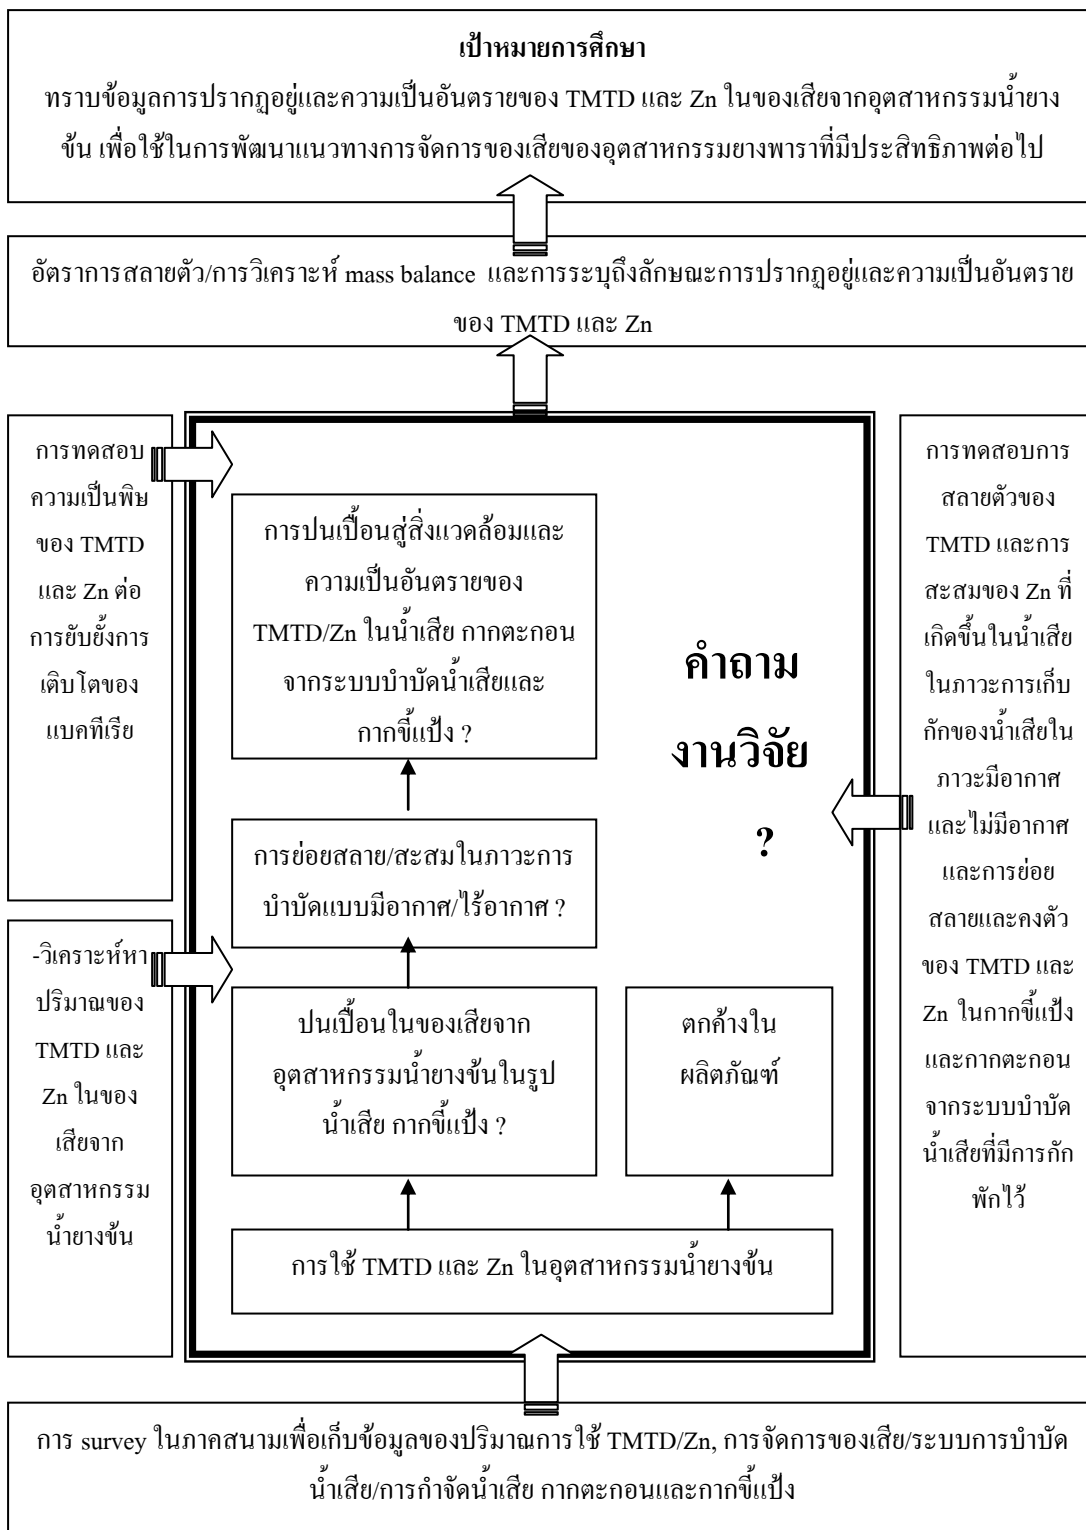 เป้าหมายการศึกษา
ทราบข้อมูลการปรากฏอยู่และความเป็นอันตรายของ TMTD และ Zn ในของเสียจากอุตสาหกรรมน้ำยาง
ข้น เพื่อใช้ในการพัฒนาแนวทางการจัดการของเสียของอุตสาหกรรมยางพาราที่มีประสิทธิภาพต่อไป
อัตราการสลายตัว/การวิเคราะห์ mass balance และการระบุถึงลักษณะการปรากฏอยู่และความเป็นอันตราย
ของ TMTD และ Zn
การทดสอบ
ความเป็นพิษ
ของ TMTD
และ Zn ต่อ
การยับยั้งการ
เติบโตของ
แบคทีเรีย
-วิเคราะห์หา
ปริมาณของ
TMTD และ
Zn ในของ
เสียจาก
อุตสาหกรรม
น้ำยางข้น
การปนเปื้อนสู่สิ่งแวดล้อมและ
ความเป็นอันตรายของ
TMTD/Zn ในน้ำเสีย กากตะกอน
จากระบบบำบัดน้ำเสียและ
กากขี้แป้ง ?
การย่อยสลาย/สะสมในภาวะการ
บำบัดแบบมีอากาศ/ไร้อากาศ ?
ปนเปื้อนในของเสียจาก
อุตสาหกรรมน้ำยางข้นในรูป
น้ำเสีย กากขี้แป้ง ?
ตกค้างใน
ผลิตภัณฑ์
การใช้ TMTD และ Zn ในอุตสาหกรรมน้ำยางข้น
คำถาม
งานวิจัย
?
การทดสอบการ
สลายตัวของ
TMTD และการ
สะสมของ Zn ที่
เกิดขึ้นในน้ำเสีย
ในภาวะการเก็บ
กักของน้ำเสียใน
ภาวะมีอากาศ
และไม่มีอากาศ
และการย่อย
สลายและคงตัว
ของ TMTD และ
Zn ในกากขี้แป้ง
และกากตะกอน
จากระบบบำบัด
น้ำเสียที่มีการกัก
พักไว้
การ survey ในภาคสนามเพื่อเก็บข้อมูลของปริมาณการใช้ TMTD/Zn, การจัดการของเสีย/ระบบการบำบัด
น้ำเสีย/การกำจัดน้ำเสีย กากตะกอนและกากขี้แป้ง